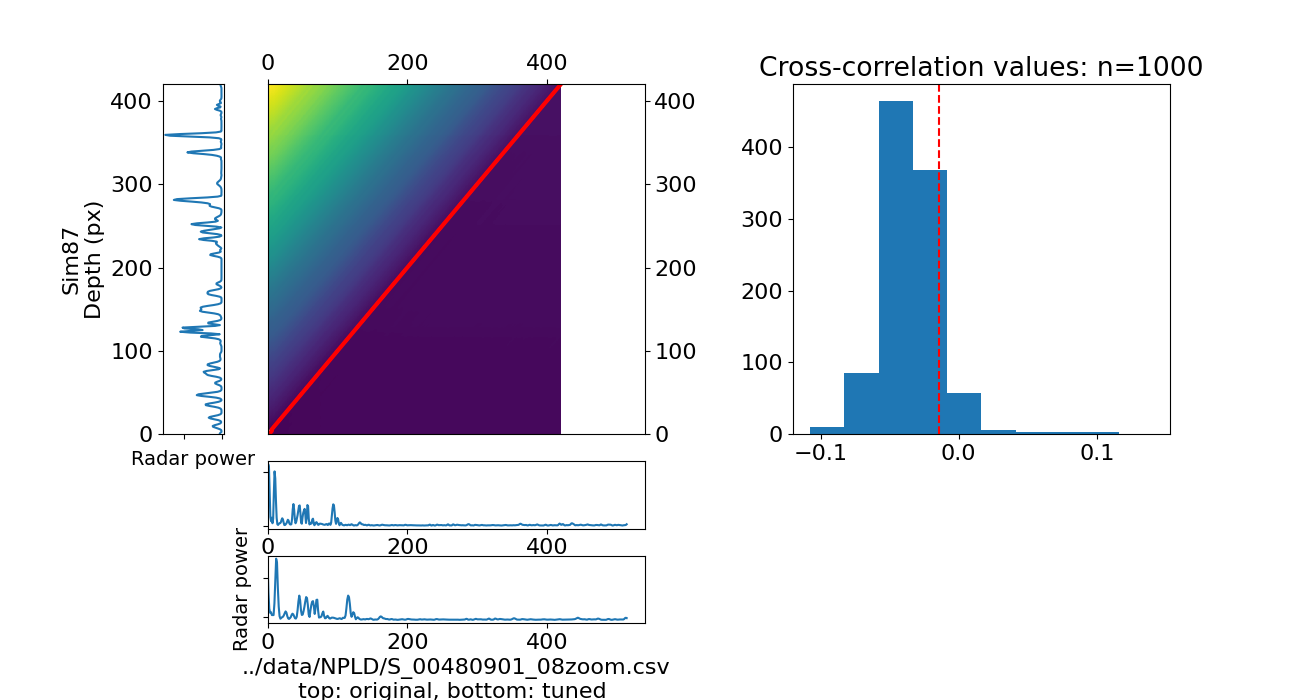 0 200 400
Cross-correlation values: n=1000
400
300
200
100
0
Sim87
Depth (px)
Radar power
400
300
200
100
0
400
300
200
100
0
−0.1 0.0 0.1
0 200 400
Radar power
0 200 400
../data/NPLD/S_00480901_08zoom.csv
top: original, bottom: tuned